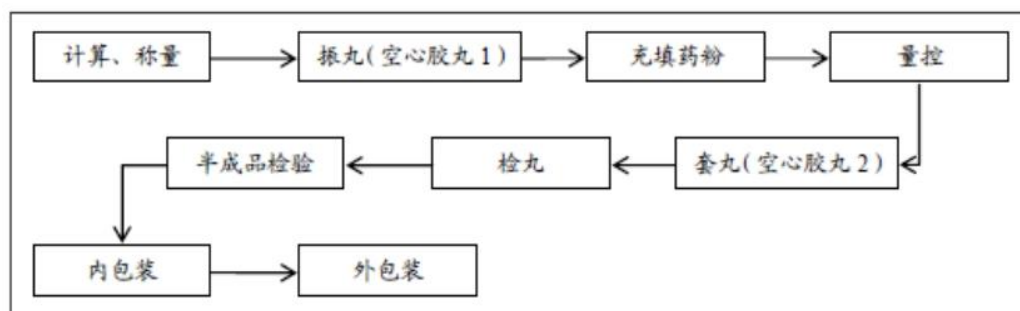 计算、称量
振丸(空心胶丸1)
充填药粉
量控
套丸(空心胶丸2)
检丸
半成品检验
内包装
外包装